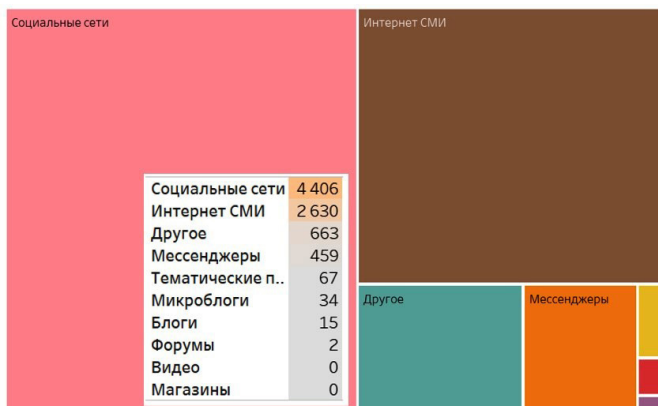 Социальные сети
Интернет СМИ
Социальные сети 4 406
Интернет СМИ 2 630
Другое 663
Мессенджеры 459
Тематические п.. 67
Микроблоги 34
Блоги 15
Форумы 2
Видео 0
Магазины 0
Другое
Мессенджеры